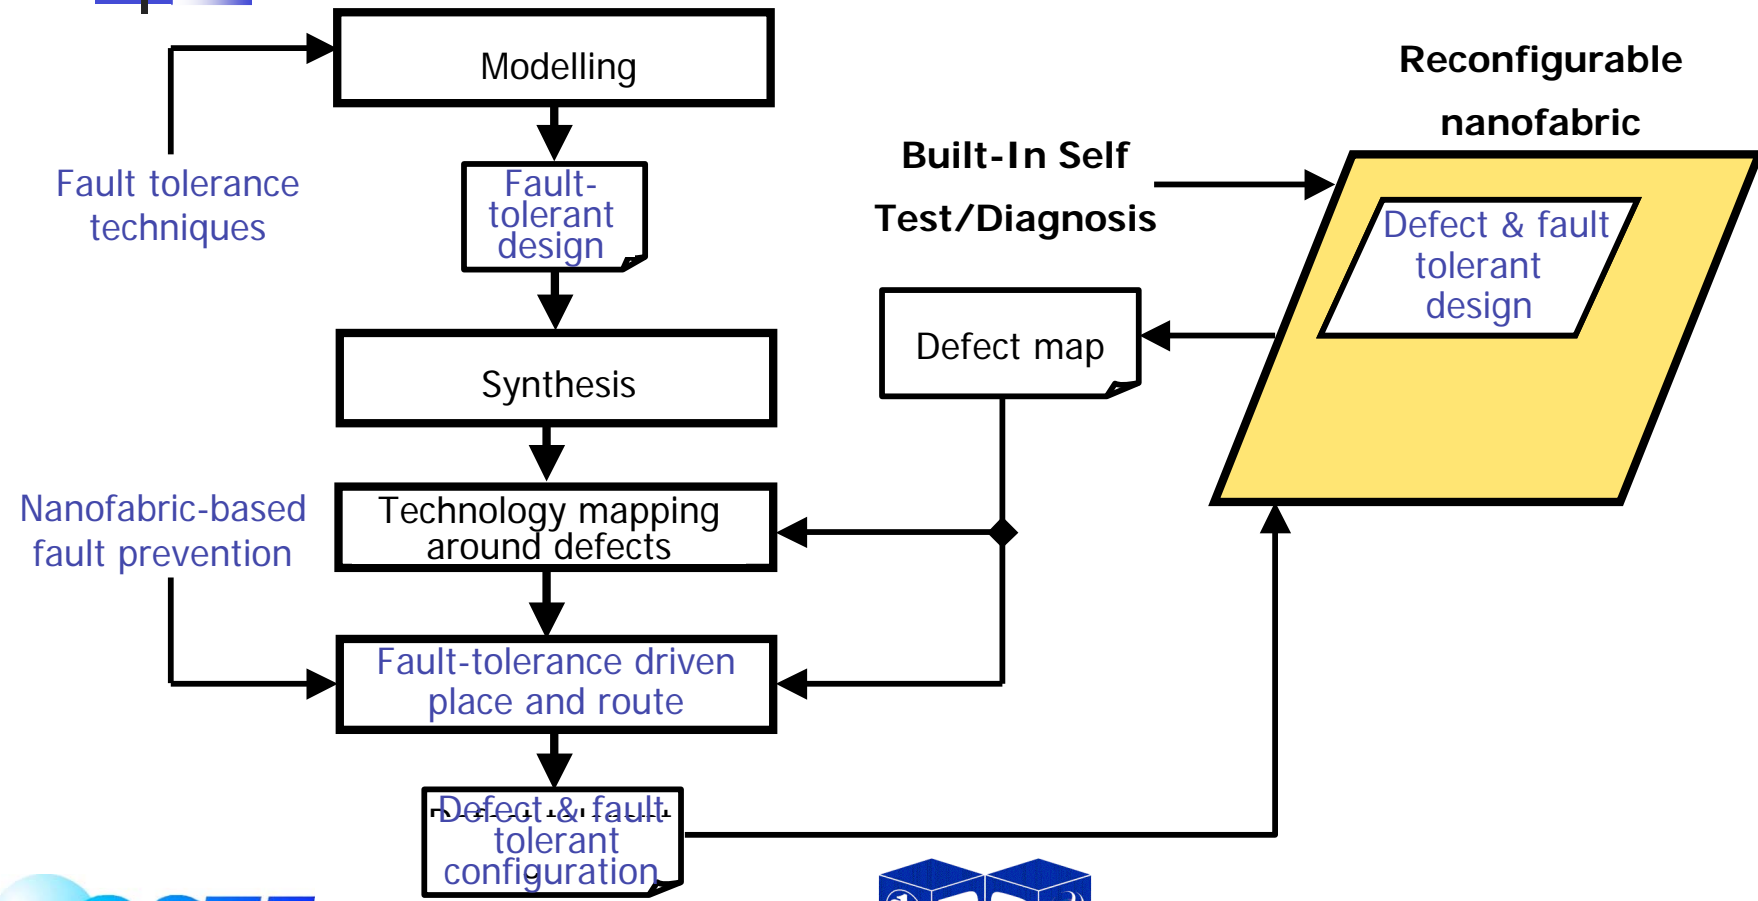 Modelling
Fault tolerance
techniques
Fault-
tolerant
design
Synthesis
Technology mapping
around defects
Nanofabric-based
fault prevention
Fault-tolerance driven
place and route
Defect & fault
tolerant
configuration
Built-In Self
Test/Diagnosis
Defect map
Reconfigurable
nanofabric
Defect & fault
tolerant
design